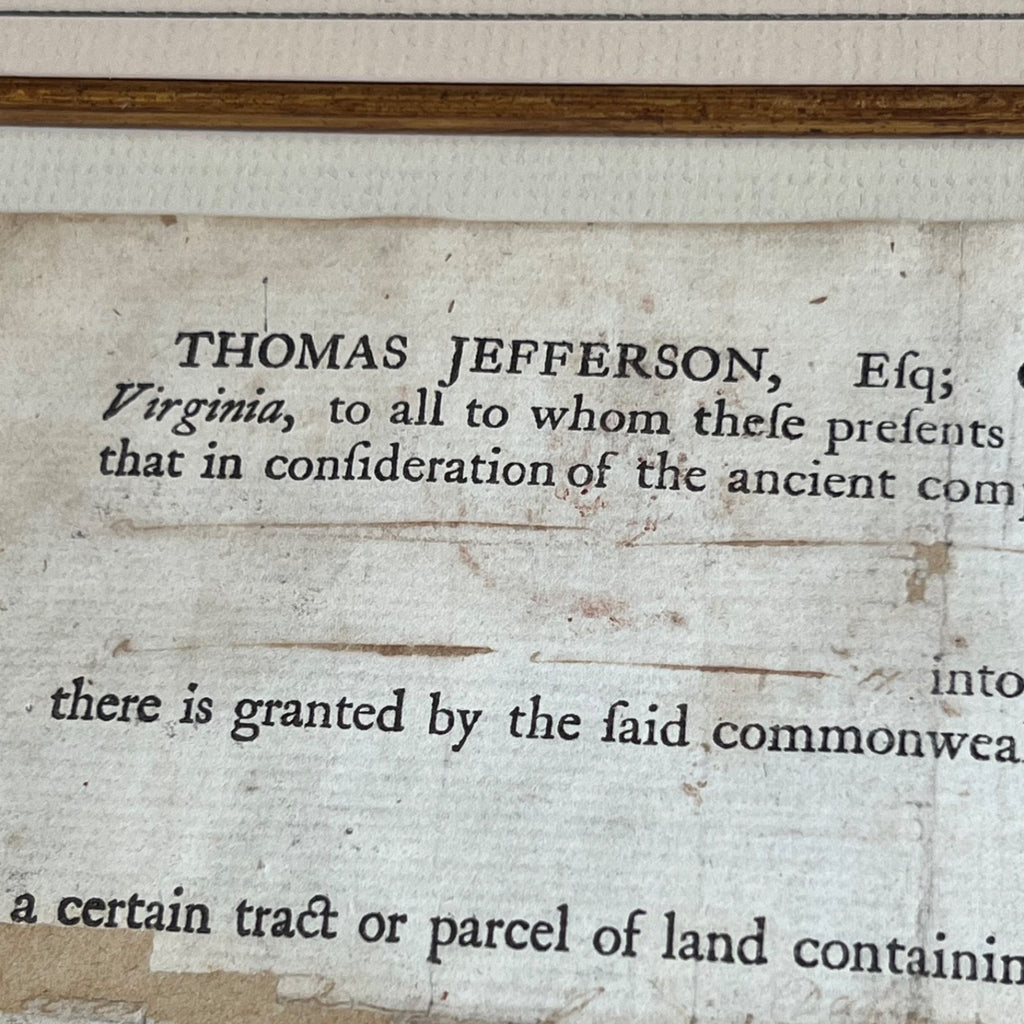 THOMAS JEFFERSON, Eſq;
Virginia, to all to whom theſe preſents
that in conſideration of the ancient com
into
there is granted by the ſaid commonwea
a certain tract or parcel of land containin